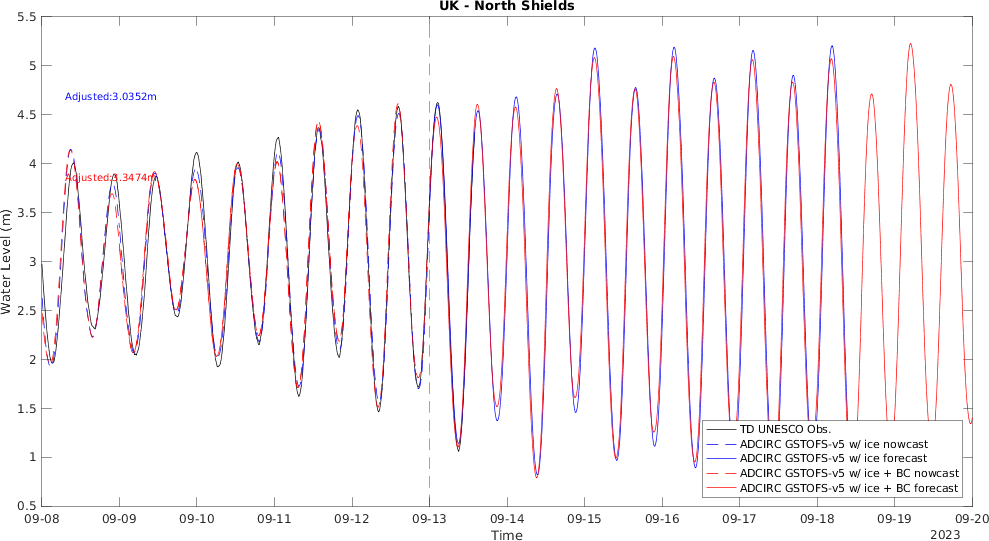 UK - North Shields
5.5
5
4.5
4
3.5
3
2.5
2
1.5
1
0.5
Water Level (m)
Adjusted:3.0352m
Adjusted:3.3474m
TD UNESCO Obs.
ADCIRC GSTOFS-v5 w/ ice nowcast
ADCIRC GSTOFS-v5 w/ ice forecast
ADCIRC GSTOFS-v5 w/ ice + BC nowcast
ADCIRC GSTOFS-v5 w/ ice + BC forecast
09-08 09-09 09-10 09-11 09-12 09-13 09-14 09-15 09-16 09-17 09-18 09-19 09-20
Time
2023